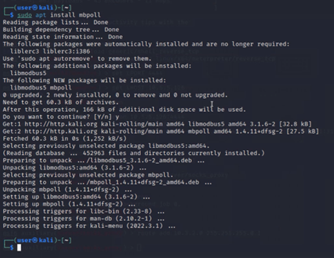 ┌──(user㉿kali)-[~]
└─$ sudo apt install mbpoll
Reading package lists... Done
Building dependency tree... Done
Reading state information... Done
The following packages were automatically installed and are no longer required:
liblerc3 liblerc3:i386
Use 'sudo apt autoremove' to remove them.
The following additional packages will be installed:
libmodbus5
The following NEW packages will be installed:
libmodbus5 mbpoll
0 upgraded, 2 newly installed, 0 to remove and 0 not upgraded.
Need to get 60.3 kB of archives.
After this operation, 166 kB of additional disk space will be used.
Do you want to continue? [Y/n] y
Get:1 http://http.kali.org/kali kali-rolling/main amd64 libmodbus5 amd64 3.1.6-2 [32.8 kB]
Get:2 http://http.kali.org/kali kali-rolling/main amd64 mbpoll amd64 1.4.11+dfsg-2 [27.5 kB]
Fetched 60.3 kB in 0s (1,252 kB/s)
Selecting previously unselected package libmodbus5:amd64.
(Reading database ... 452963 files and directories currently installed.)
Preparing to unpack .../libmodbus5_3.1.6-2_amd64.deb ...
Unpacking libmodbus5:amd64 (3.1.6-2) ...
Selecting previously unselected package mbpoll.
Preparing to unpack .../mbpoll_1.4.11+dfsg-2_amd64.deb ...
Unpacking mbpoll (1.4.11+dfsg-2) ...
Setting up libmodbus5:amd64 (3.1.6-2) ...
Setting up mbpoll (1.4.11+dfsg-2) ...
Processing triggers for libc-bin (2.33-8) ...
Processing triggers for man-db (2.10.2-1) ...
Processing triggers for kali-menu (2022.3.1) ...
┌──(user㉿kali)-[~]
└─$